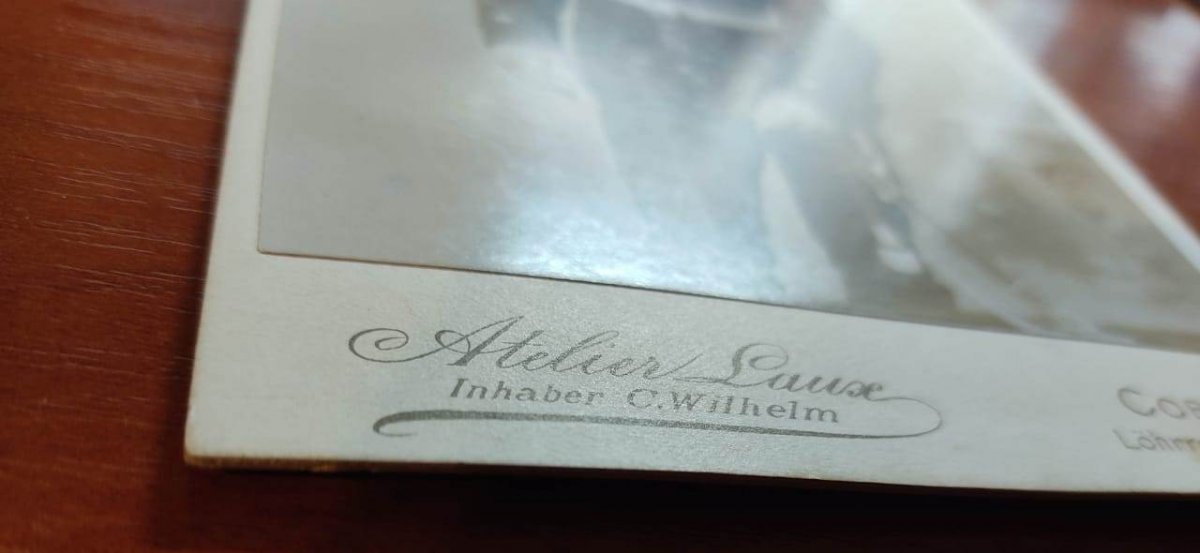 Atelier Laux
Inhaber C. Wilhelm